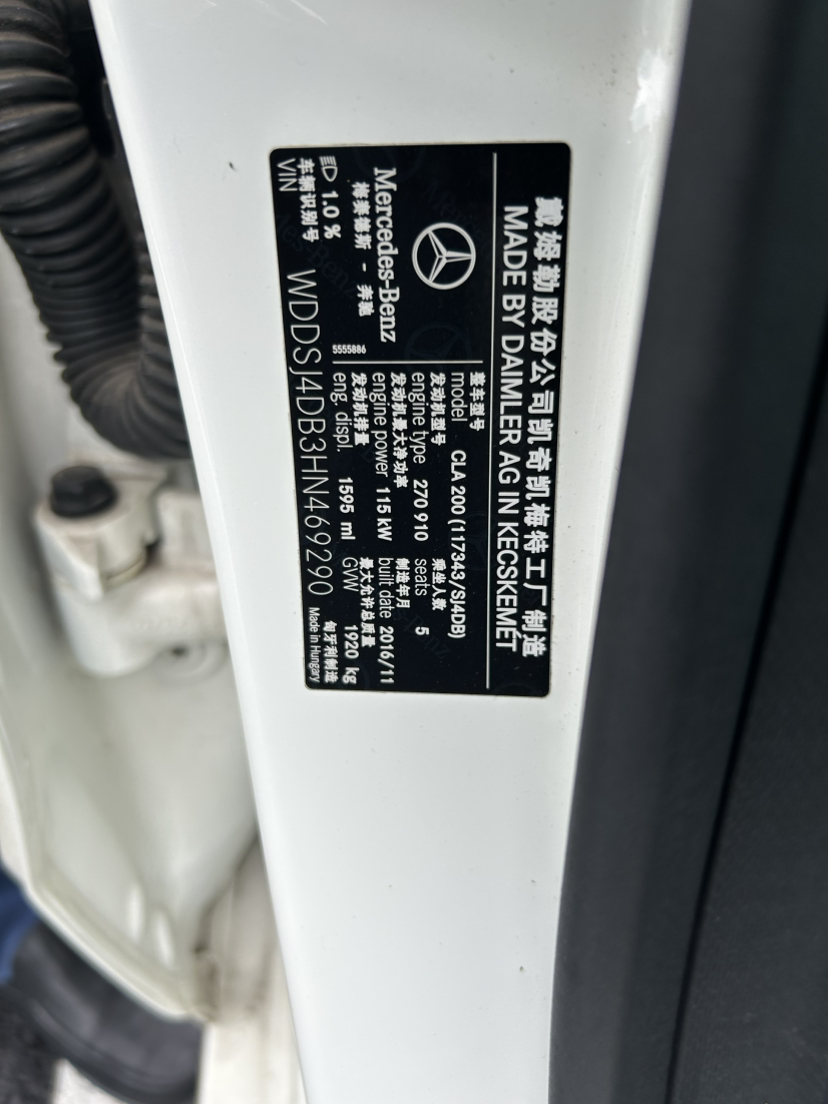 戴姆勒股份公司凯奇凯梅特工厂制造
MADE BY DAIMLER AG IN KECSKEMÉT
Mercedes-Benz
梅赛德斯 - 奔驰
1.0 %
5555886
整车型号
model CLA 200 (117343/SJ4DB)
发动机型号 乘坐人数
engine type 270 910 seats 5
发动机最大净功率 制造年月
engine power 115 kW built date 2016/11
发动机排量 最大允许总质量
eng. displ. 1595 ml GVW 1920 kg
车辆识别号 匈牙利制造
VIN WDDSJ4DB3HN469290 Made in Hungary